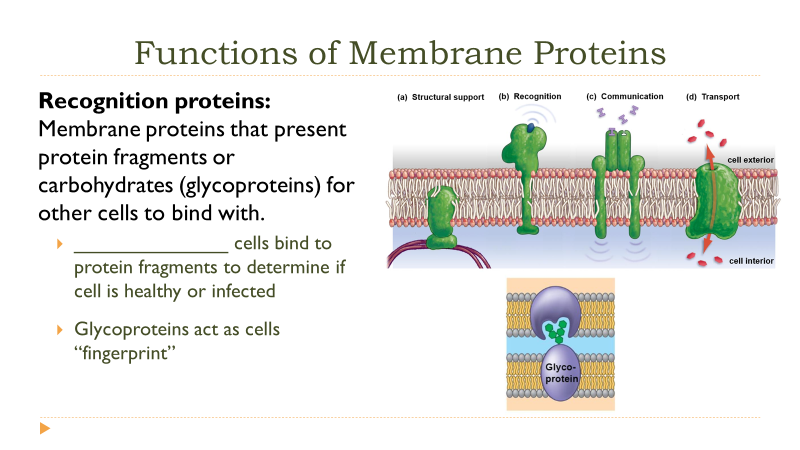 Functions of Membrane Proteins
Recognition proteins:
Membrane proteins that present
protein fragments or
carbohydrates (glycoproteins) for
other cells to bind with.
_______________ cells bind to
protein fragments to determine if
cell is healthy or infected
Glycoproteins act as cells
“fingerprint”
(a) Structural support (b) Recognition (c) Communication (d) Transport
cell exterior
cell interior
Glyco-
protein